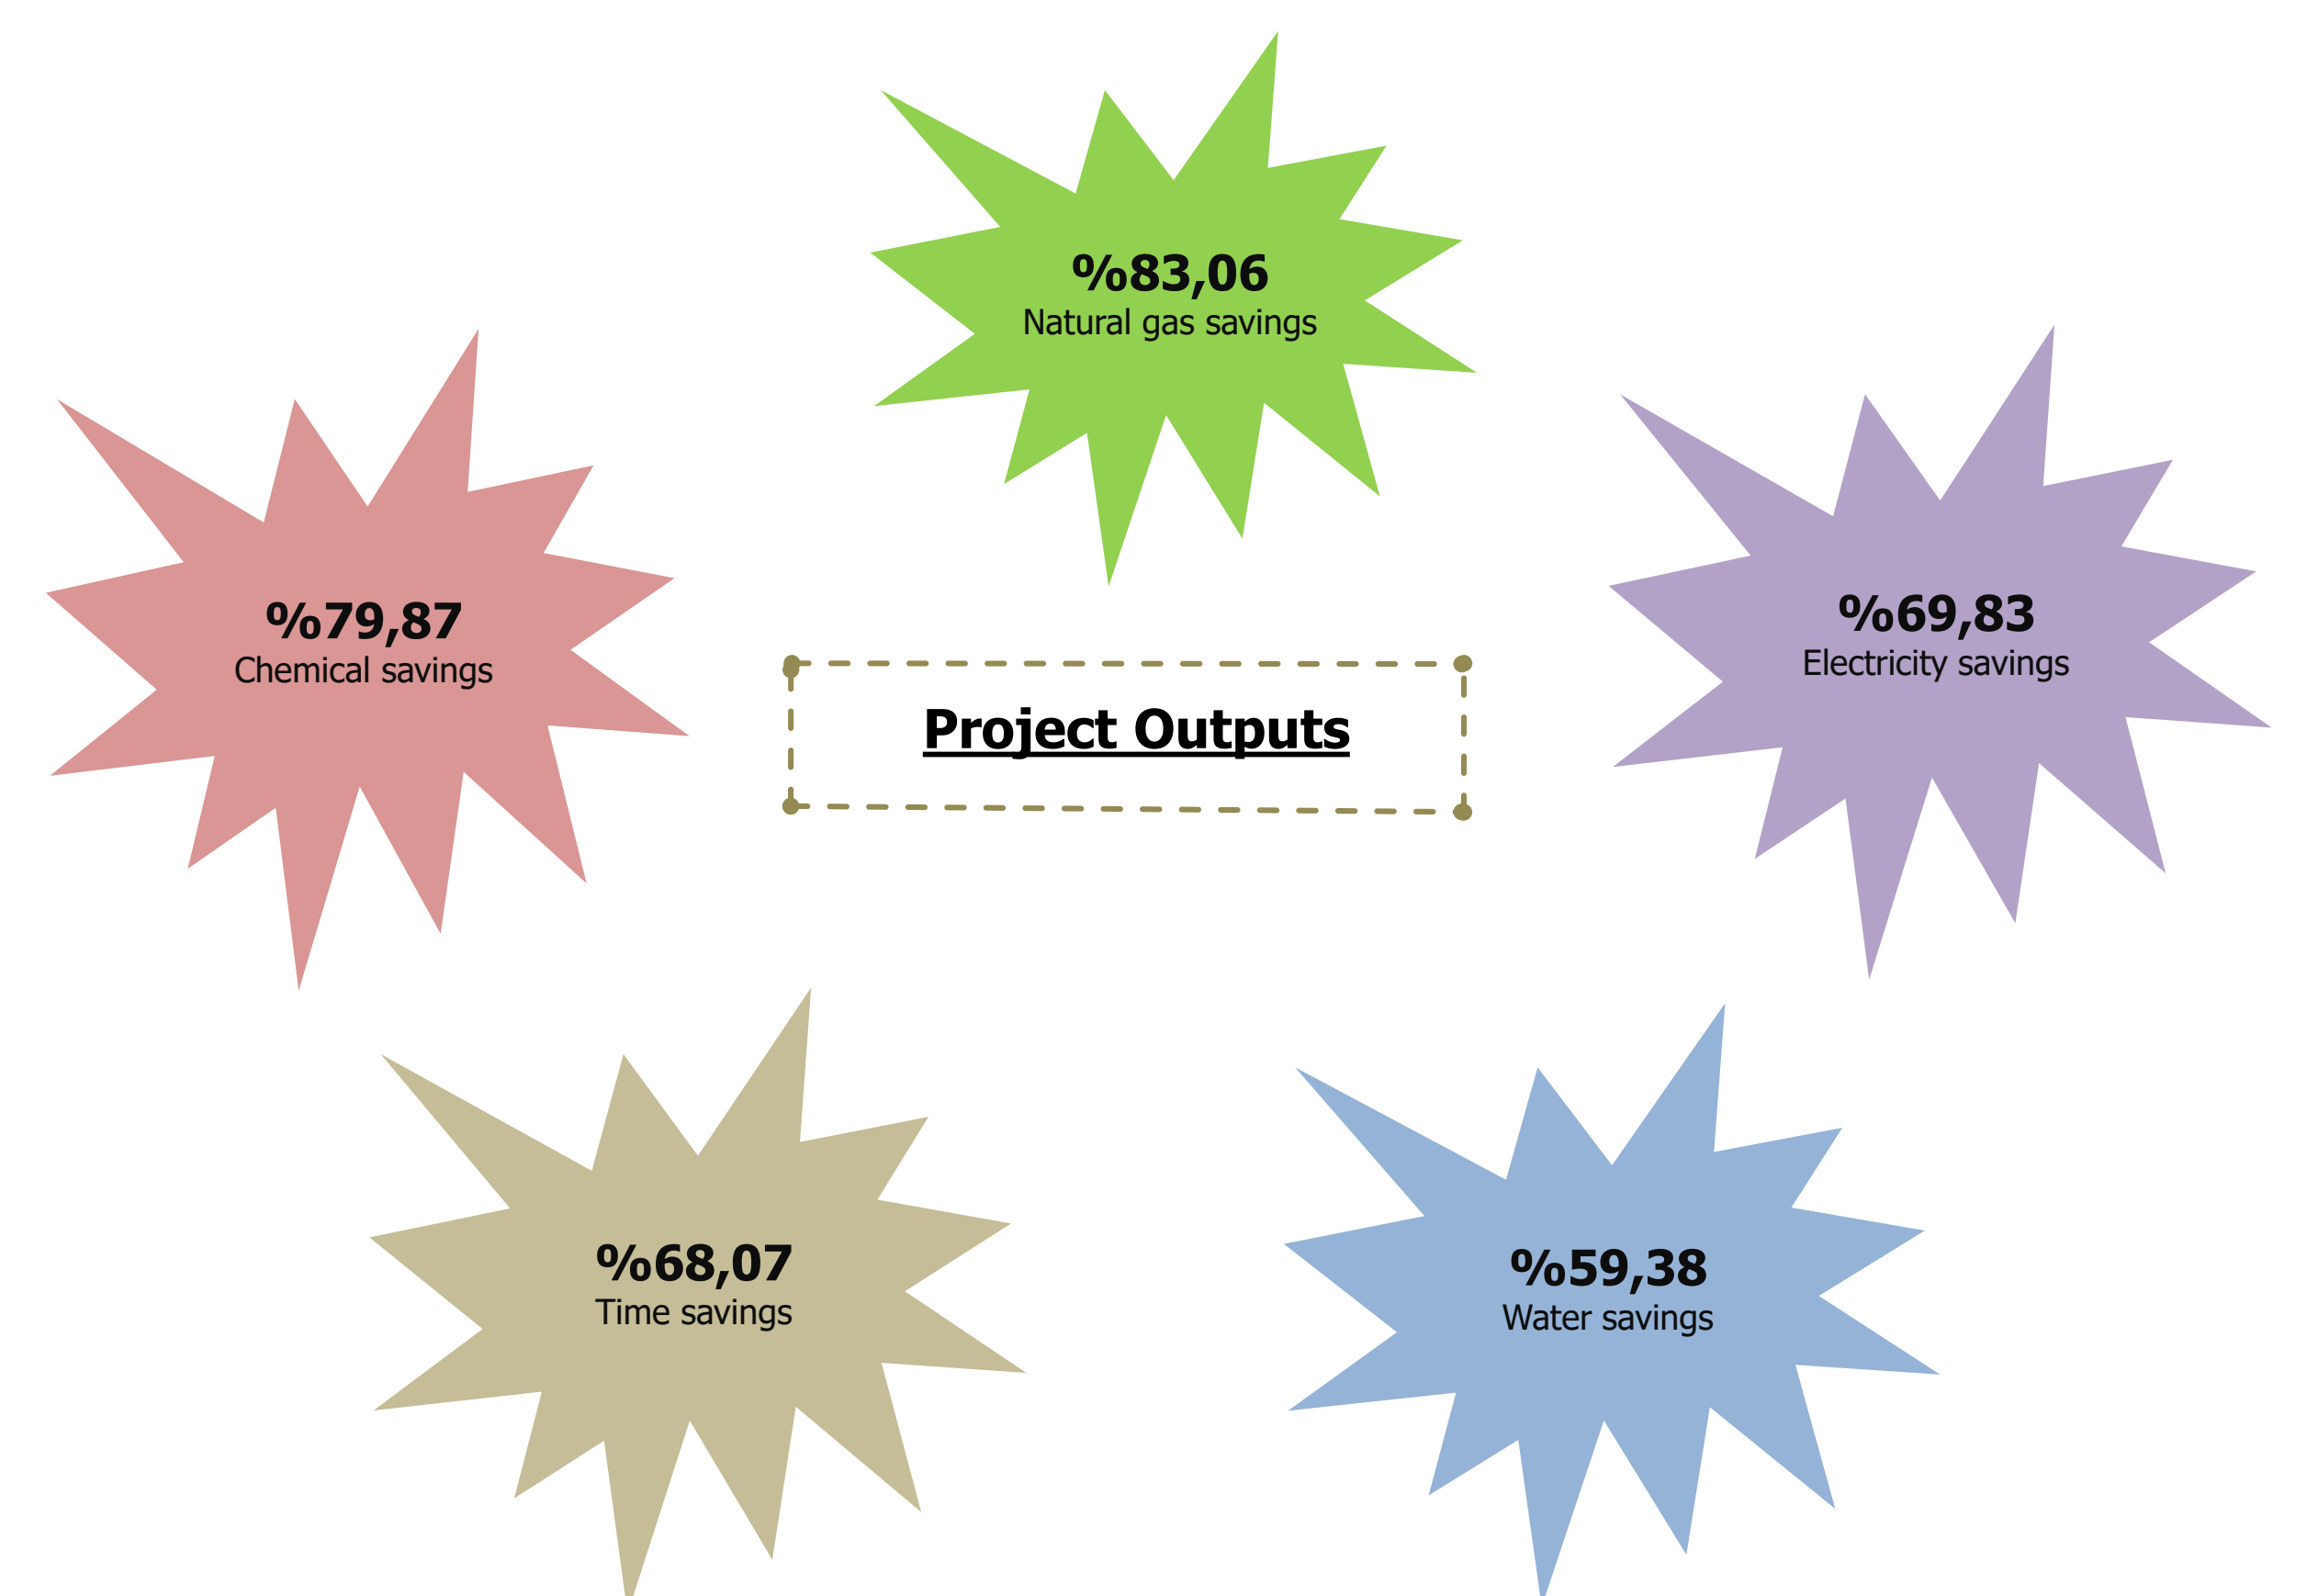 %83,06
Natural gas savings
%79,87
Chemical savings
%69,83
Electricity savings
Project Outputs
%68,07
Time savings
%59,38
Water savings